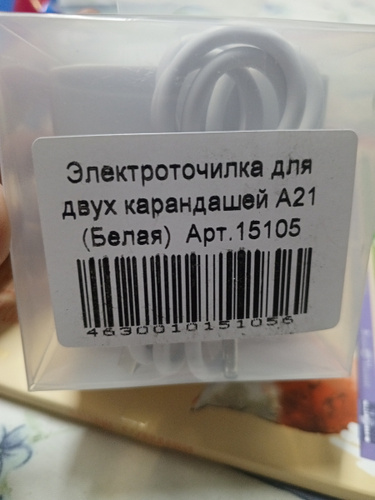 Электроточилка для
двух карандашей А21
(Белая) Арт.15105
4630010151056